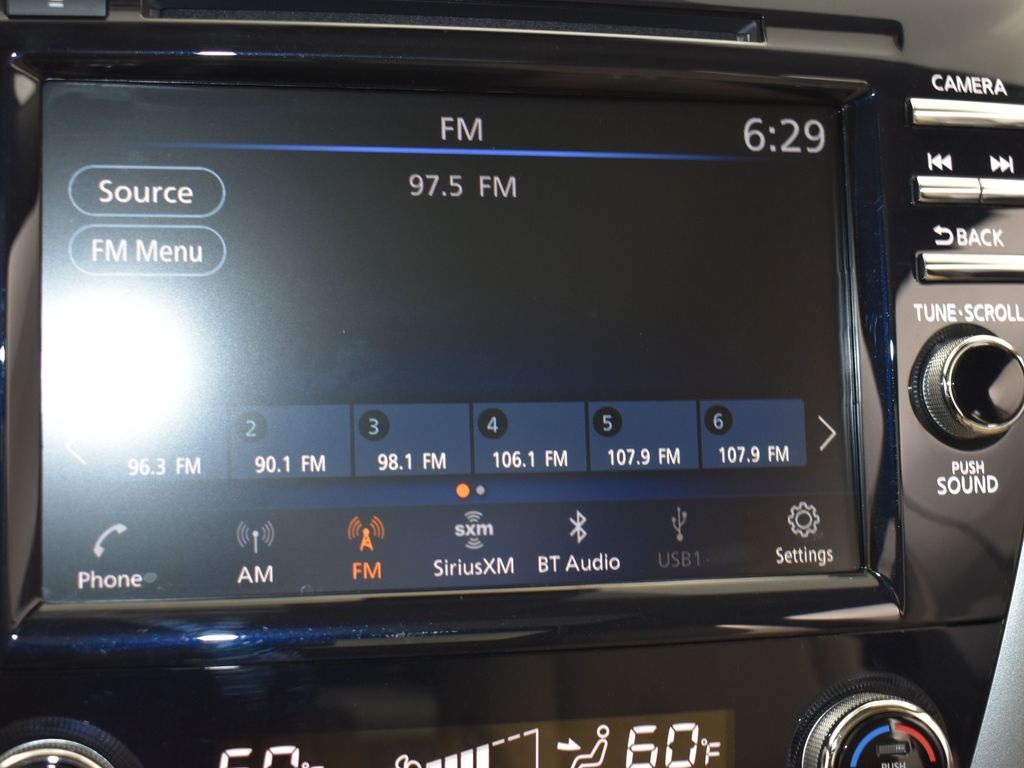 FM
6:29
CAMERA
Source
97.5 FM
FM Menu
BACK
TUNE·SCROLL
2
3
4
5
6
96.3 FM
90.1 FM
98.1 FM
106.1 FM
107.9 FM
107.9 FM
PUSH
SOUND
sxm
Phone
AM
FM
SiriusXM
BT Audio
USB1
Settings
60°F
PUSH